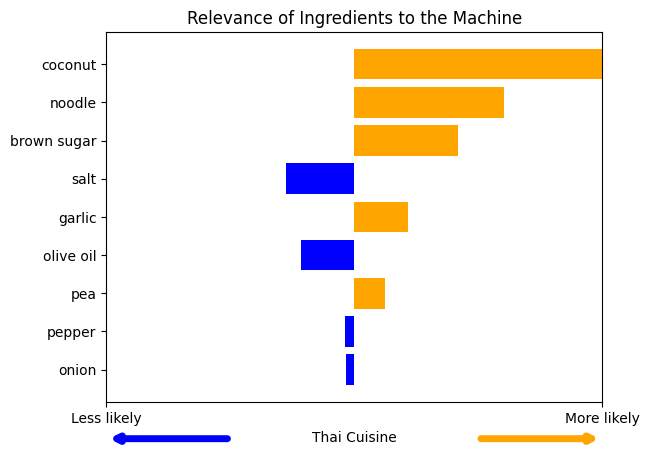 Relevance of Ingredients to the Machine
coconut
noodle
brown sugar
salt
garlic
olive oil
pea
pepper
onion
Less likely
More likely
Thai Cuisine